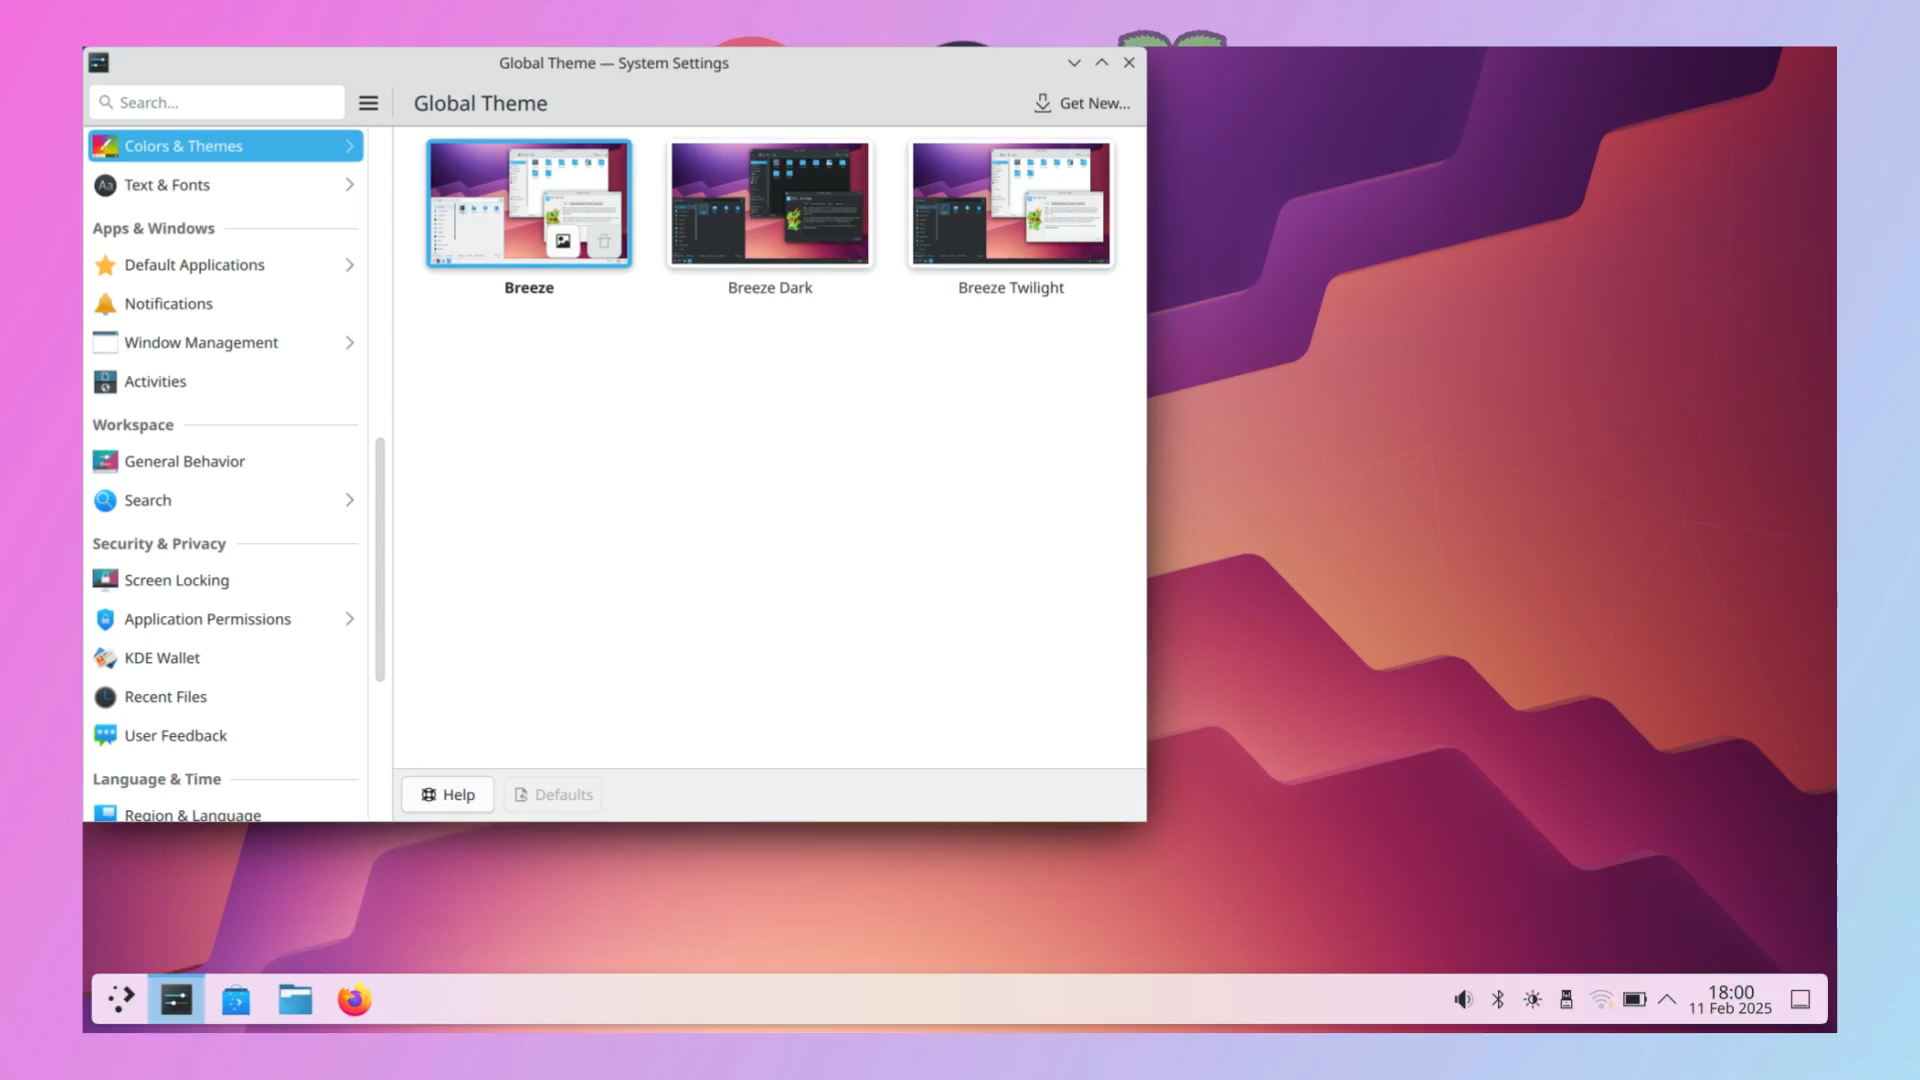 Global Theme — System Settings
Search...
Global Theme
Get New...
Colors & Themes
Text & Fonts
Apps & Windows
Default Applications
Notifications
Window Management
Activities
Workspace
General Behavior
Search
Security & Privacy
Screen Locking
Application Permissions
KDE Wallet
Recent Files
User Feedback
Language & Time
Region & Language
Breeze
Breeze Dark
Breeze Twilight
Help
Defaults
18:00
11 Feb 2025